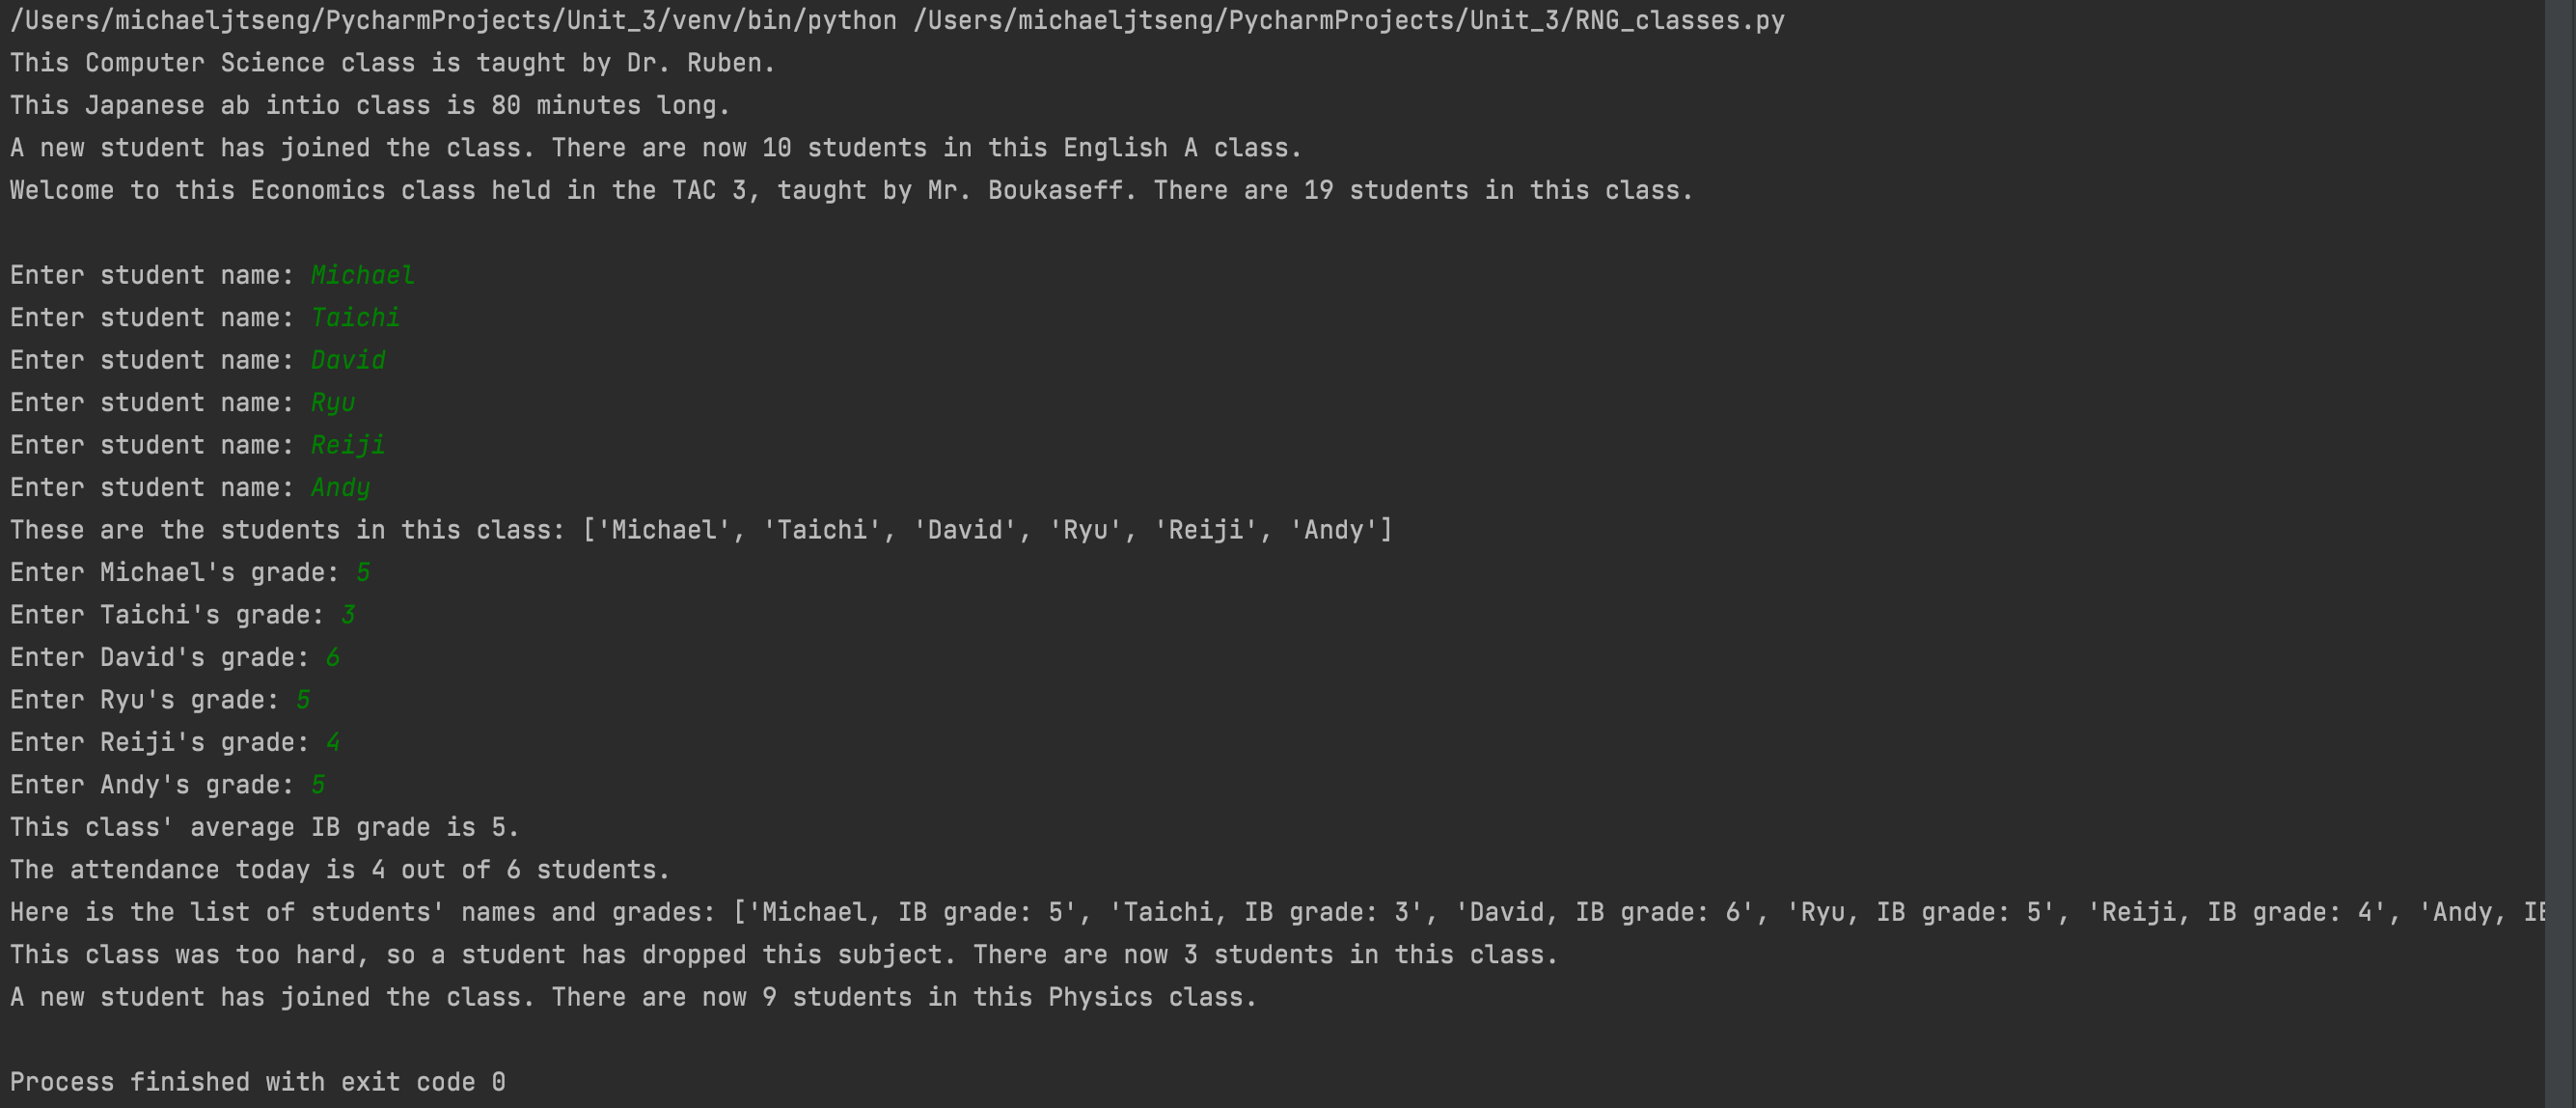 /Users/michaeljtseng/PycharmProjects/Unit_3/venv/bin/python /Users/michaeljtseng/PycharmProjects/Unit_3/RNG_classes.py
This Computer Science class is taught by Dr. Ruben.
This Japanese ab intio class is 80 minutes long.
A new student has joined the class. There are now 10 students in this English A class.
Welcome to this Economics class held in the TAC 3, taught by Mr. Boukaseff. There are 19 students in this class.
Enter student name: Michael
Enter student name: Taichi
Enter student name: David
Enter student name: Ryu
Enter student name: Reiji
Enter student name: Andy
These are the students in this class: ['Michael', 'Taichi', 'David', 'Ryu', 'Reiji', 'Andy']
Enter Michael's grade: 5
Enter Taichi's grade: 3
Enter David's grade: 6
Enter Ryu's grade: 5
Enter Reiji's grade: 4
Enter Andy's grade: 5
This class' average IB grade is 5.
The attendance today is 4 out of 6 students.
Here is the list of students' names and grades: ['Michael, IB grade: 5', 'Taichi, IB grade: 3', 'David, IB grade: 6', 'Ryu, IB grade: 5', 'Reiji, IB grade: 4', 'Andy, IB
This class was too hard, so a student has dropped this subject. There are now 3 students in this class.
A new student has joined the class. There are now 9 students in this Physics class.
Process finished with exit code 0